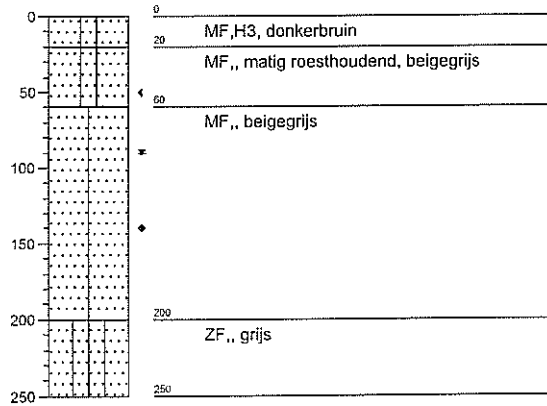 0
0
MF,H3, donkerbruin
20
MF,, matig roesthoudend, beigegrijs
50
60
MF,, beigegrijs
100
150
200
200
ZF,, grijs
250
250